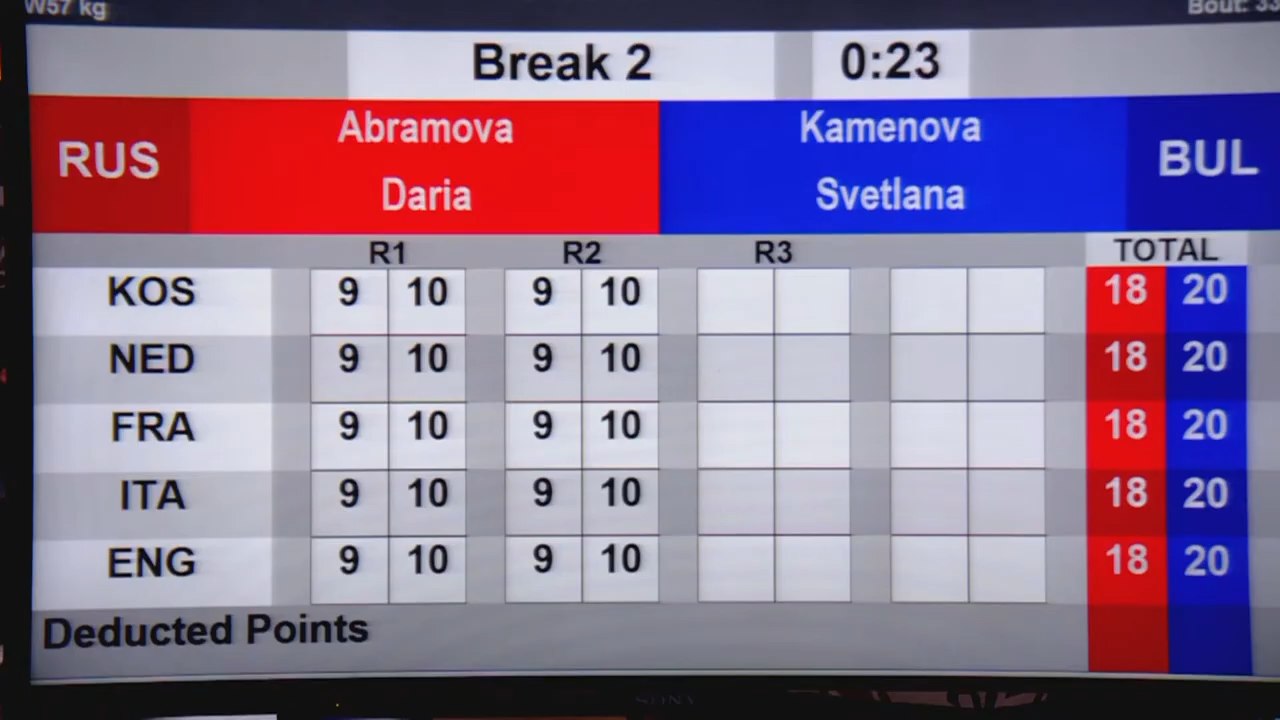 W57 kg Bout: 33
Break 2 0:23
RUS Abramova Daria Kamenova Svetlana BUL
R1 R2 R3 TOTAL
KOS 9 10 9 10 18 20
NED 9 10 9 10 18 20
FRA 9 10 9 10 18 20
ITA 9 10 9 10 18 20
ENG 9 10 9 10 18 20
Deducted Points
SONY